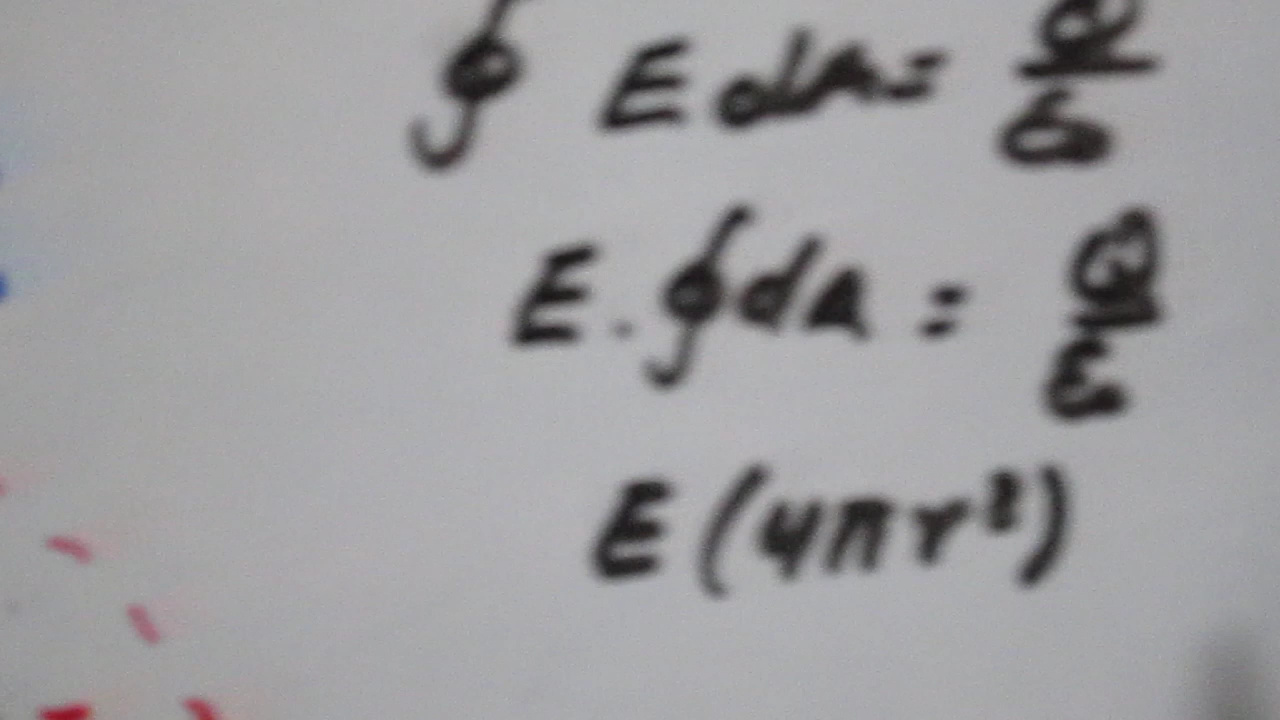 ∮ E dA = Q/ε₀
E. ∮ dA = Q/ε₀
E (4πr²)